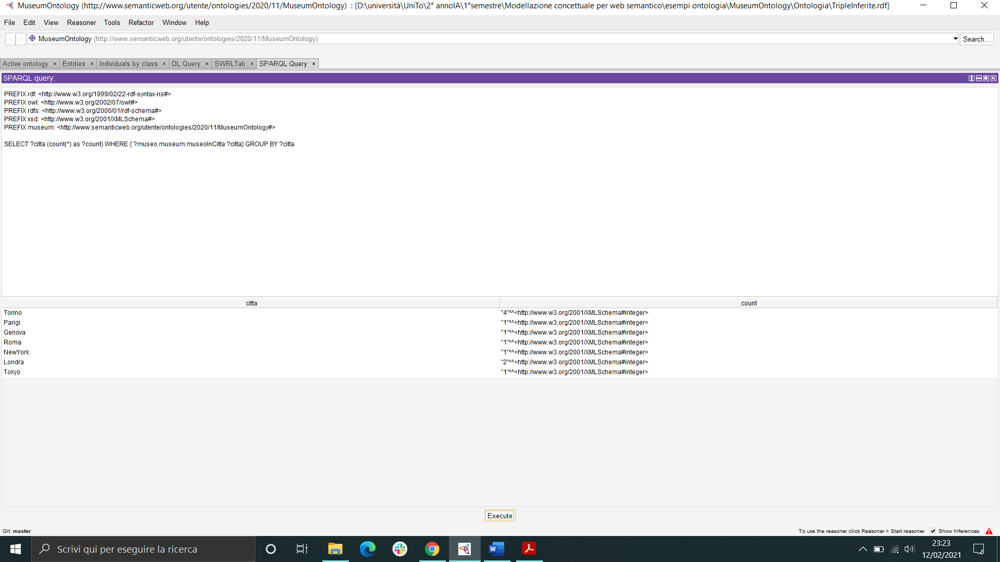 MuseumOntology (http://www.semanticweb.org/utente/ontologies/2020/11/MuseumOntology) : [D:\università\UniTo\2° annoIA\1°semestre\Modellazione concettuale per web semantico\esempi ontologia\MuseumOntology\Ontologia\TripleInferite.rdf]
File Edit View Reasoner Tools Refactor Window Help
< > MuseumOntology (http://www.semanticweb.org/utente/ontologies/2020/11/MuseumOntology) Search...
Active ontology × Entities × Individuals by class × DL Query × SWRLTab × SPARQL Query ×
SPARQL query:
PREFIX rdf: <http://www.w3.org/1999/02/22-rdf-syntax-ns#>
PREFIX owl: <http://www.w3.org/2002/07/owl#>
PREFIX rdfs: <http://www.w3.org/2000/01/rdf-schema#>
PREFIX xsd: <http://www.w3.org/2001/XMLSchema#>
PREFIX museum: <http://www.semanticweb.org/utente/ontologies/2020/11/MuseumOntology#>
SELECT ?citta (count(*) as ?count) WHERE { ?museo museum:museoInCitta ?citta} GROUP BY ?citta
citta count
Torino "4"^^<http://www.w3.org/2001/XMLSchema#integer>
Parigi "1"^^<http://www.w3.org/2001/XMLSchema#integer>
Genova "1"^^<http://www.w3.org/2001/XMLSchema#integer>
Roma "1"^^<http://www.w3.org/2001/XMLSchema#integer>
NewYork "1"^^<http://www.w3.org/2001/XMLSchema#integer>
Londra "2"^^<http://www.w3.org/2001/XMLSchema#integer>
Tokyo "1"^^<http://www.w3.org/2001/XMLSchema#integer>
Execute
Git: master To use the reasoner click Reasoner > Start reasoner Show Inferences
Scrivi qui per eseguire la ricerca
23:23
12/02/2021